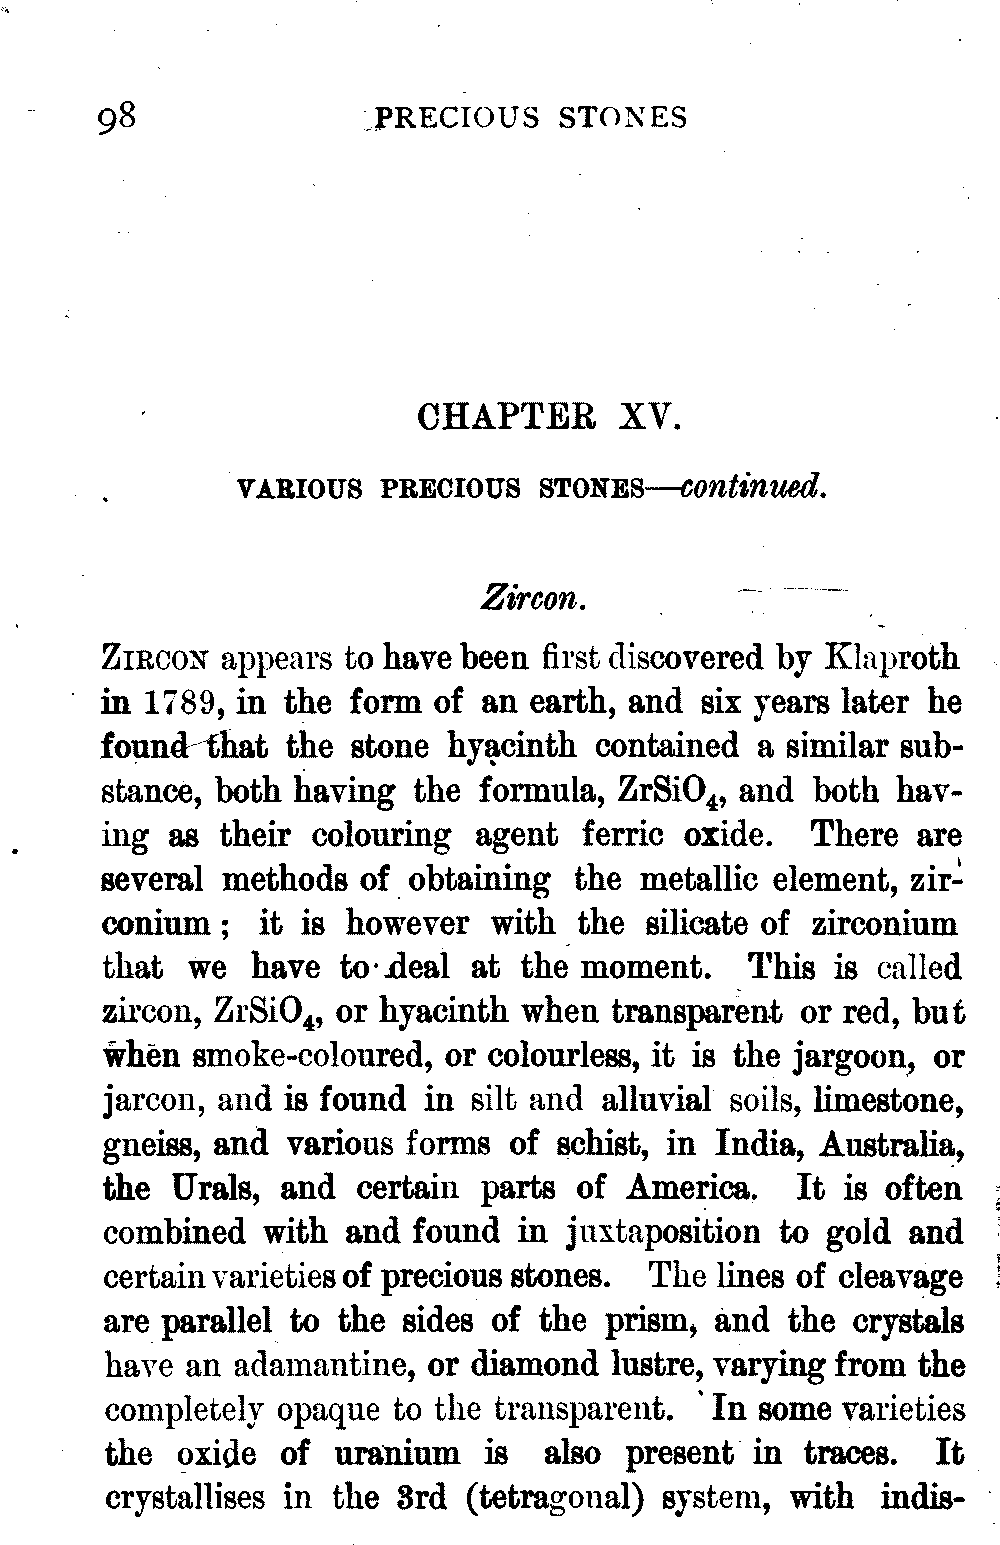 98 PRECIOUS STONES
CHAPTER XV.
VARIOUS PRECIOUS STONES—continued.
Zircon.
ZIRCON appears to have been first discovered by Klaproth
in 1789, in the form of an earth, and six years later he
found that the stone hyacinth contained a similar sub-
stance, both having the formula, ZrSiO₄, and both hav-
ing as their colouring agent ferric oxide. There are
several methods of obtaining the metallic element, zir-
conium; it is however with the silicate of zirconium
that we have to deal at the moment. This is called
zircon, ZrSiO₄, or hyacinth when transparent or red, but
when smoke-coloured, or colourless, it is the jargoon, or
jarcon, and is found in silt and alluvial soils, limestone,
gneiss, and various forms of schist, in India, Australia,
the Urals, and certain parts of America. It is often
combined with and found in juxtaposition to gold and
certain varieties of precious stones. The lines of cleavage
are parallel to the sides of the prism, and the crystals
have an adamantine, or diamond lustre, varying from the
completely opaque to the transparent. In some varieties
the oxide of uranium is also present in traces. It
crystallises in the 3rd (tetragonal) system, with indis-